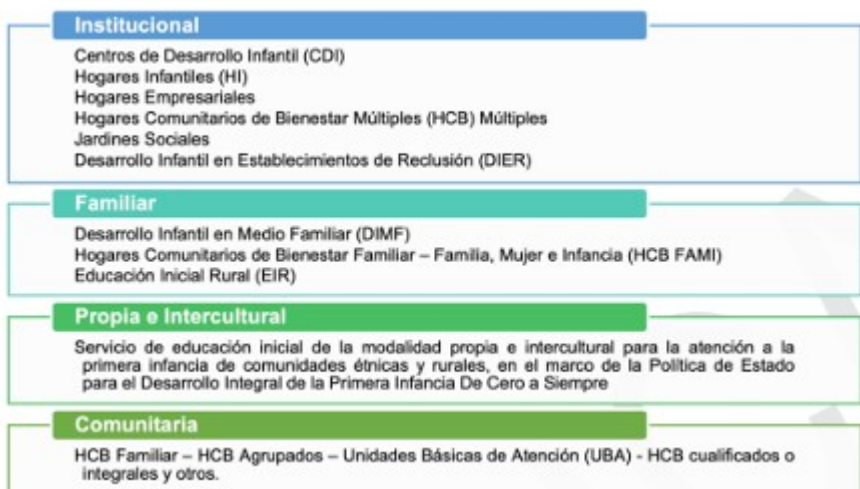 Institucional
Centros de Desarrollo Infantil (CDI)
Hogares Infantiles (HI)
Hogares Empresariales
Hogares Comunitarios de Bienestar Múltiples (HCB) Múltiples
Jardines Sociales
Desarrollo Infantil en Establecimientos de Reclusión (DIER)
Familiar
Desarrollo Infantil en Medio Familiar (DIMF)
Hogares Comunitarios de Bienestar Familiar – Familia, Mujer e Infancia (HCB FAMI)
Educación Inicial Rural (EIR)
Propia e Intercultural
Servicio de educación inicial de la modalidad propia e intercultural para la atención a la
primera infancia de comunidades étnicas y rurales, en el marco de la Política de Estado
para el Desarrollo Integral de la Primera Infancia De Cero a Siempre
Comunitaria
HCB Familiar – HCB Agrupados – Unidades Básicas de Atención (UBA) - HCB cualificados o
integrales y otros.